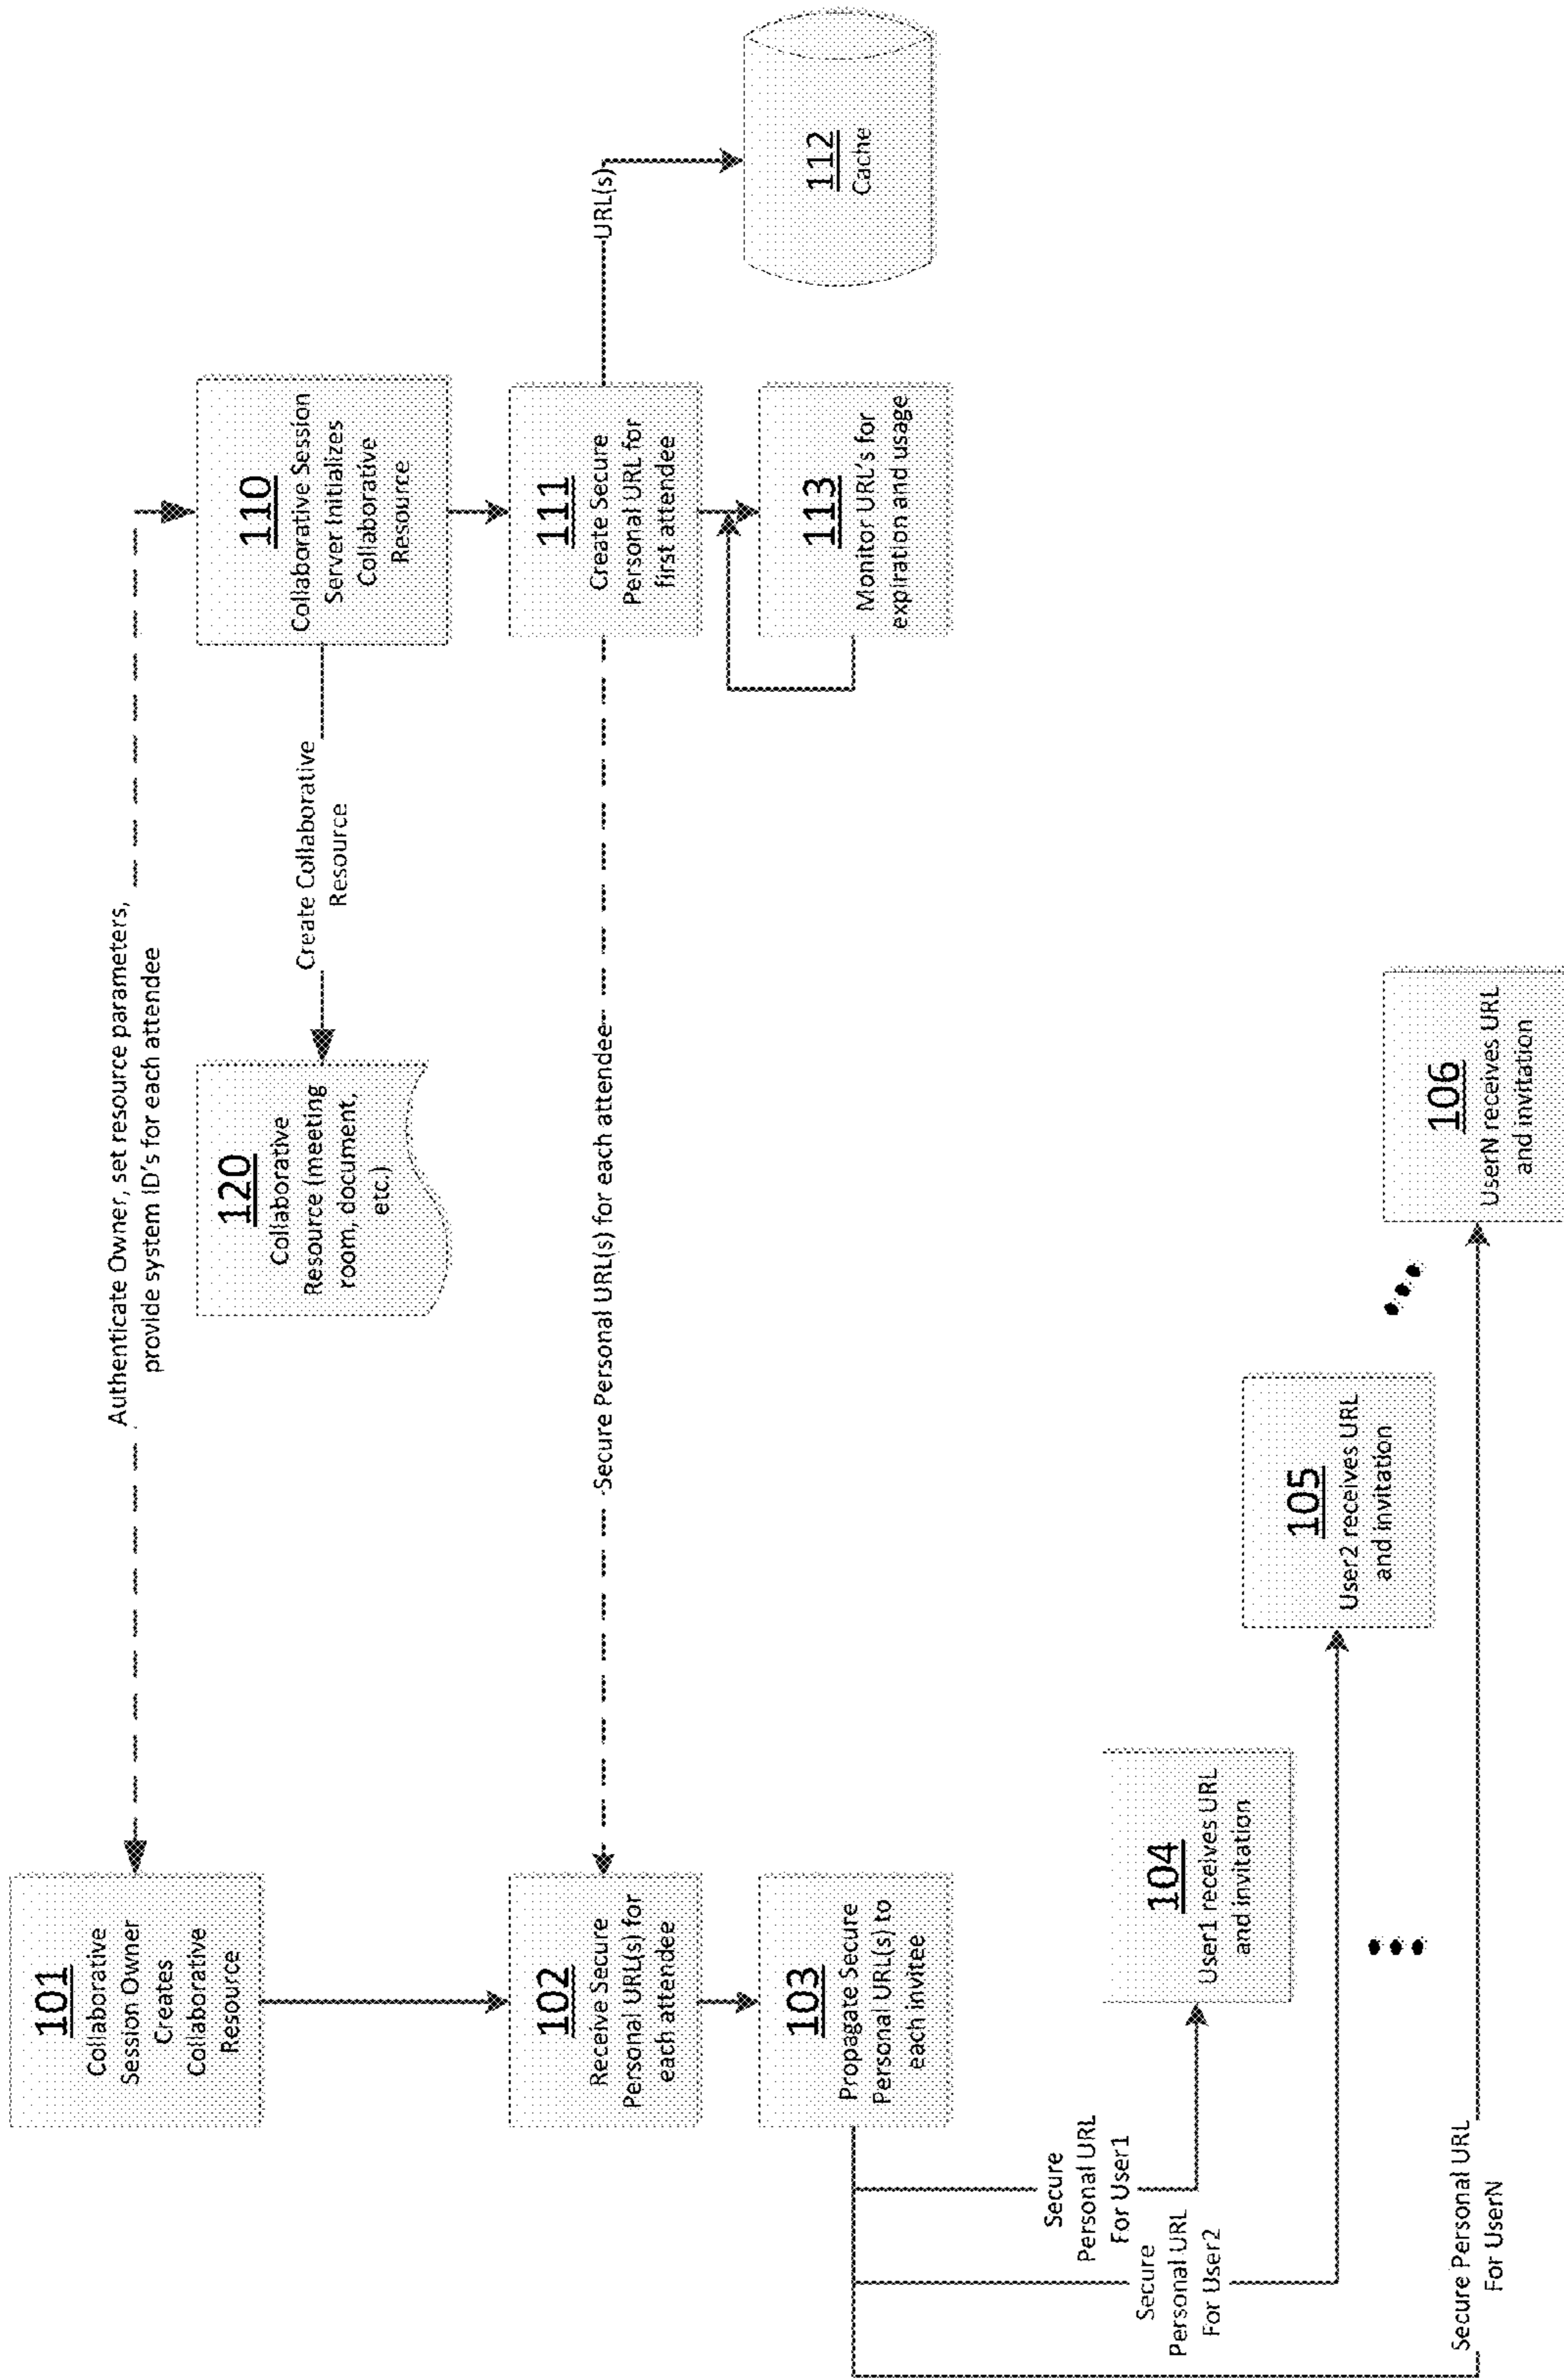 101
Collaborative
Session Owner
Creates
Collaborative
Resource
Authenticate Owner, set resource parameters,
provide system ID's for each attendee
110
Collaborative Session
Server Initializes
Collaborative
Resource
Create Collaborative
Resource
120
Collaborative
Resource (meeting
room, document,
etc.)
102
Receive Secure
Personal URL(s) for
each attendee
Secure Personal URL(s) for each attendee
111
Create Secure
Personal URL for
first attendee
URL(s)
112
Cache
103
Propagate Secure
Personal URL(s) to
each invitee
113
Monitor URL's for
expiration and usage
Secure
Personal URL
For User1
104
User1 receives URL
and invitation
Secure
Personal URL
For User2
105
User2 receives URL
and invitation
Secure Personal URL
For UserN
106
UserN receives URL
and invitation